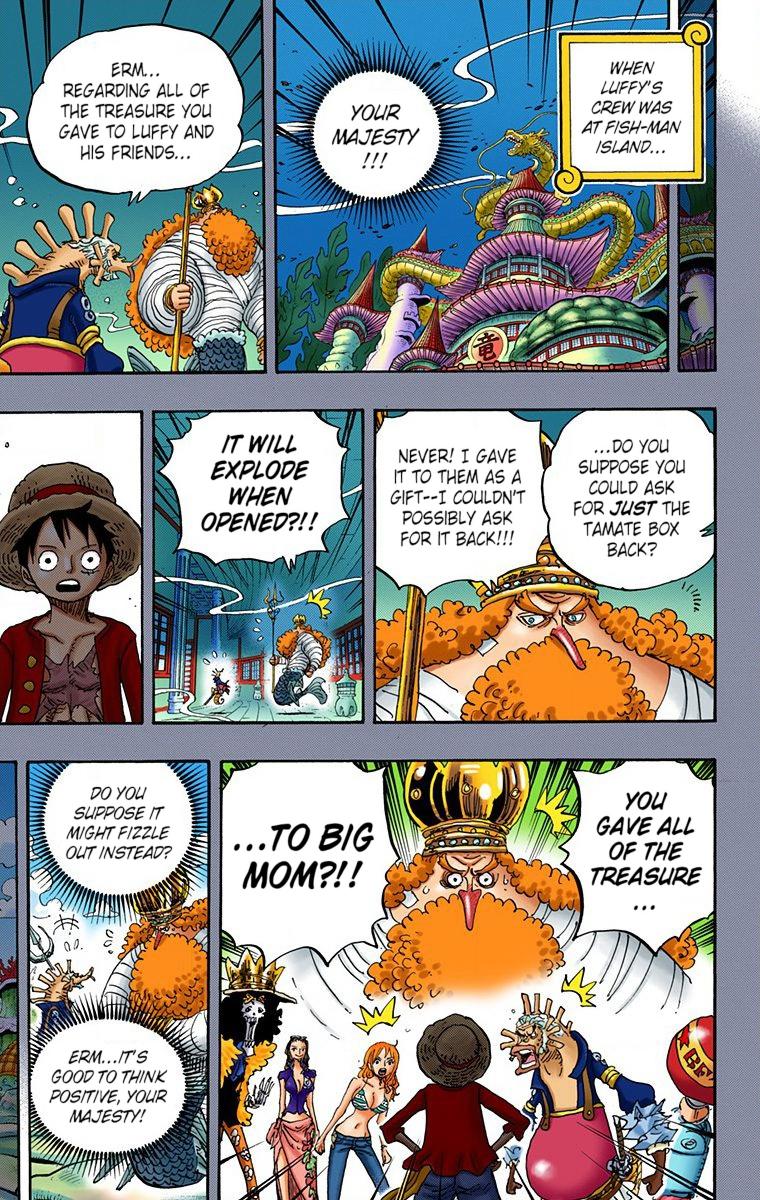 WHEN
LUFFY'S
CREW WAS
AT FISH-MAN
ISLAND...
YOUR
MAJESTY
!!!
竜
ERM...
REGARDING ALL OF
THE TREASURE YOU
GAVE TO LUFFY AND
HIS FRIENDS...
...DO YOU
SUPPOSE YOU
COULD ASK
FOR JUST THE
TAMATE BOX
BACK?
NEVER! I GAVE
IT TO THEM AS A
GIFT--I COULDN'T
POSSIBLY ASK
FOR IT BACK!!!
IT WILL
EXPLODE
WHEN
OPENED?!!
YOU
GAVE ALL
OF THE
TREASURE
...
...TO BIG
MOM?!!
BF
DO YOU
SUPPOSE IT
MIGHT FIZZLE
OUT INSTEAD?
ERM...IT'S
GOOD TO THINK
POSITIVE, YOUR
MAJESTY!